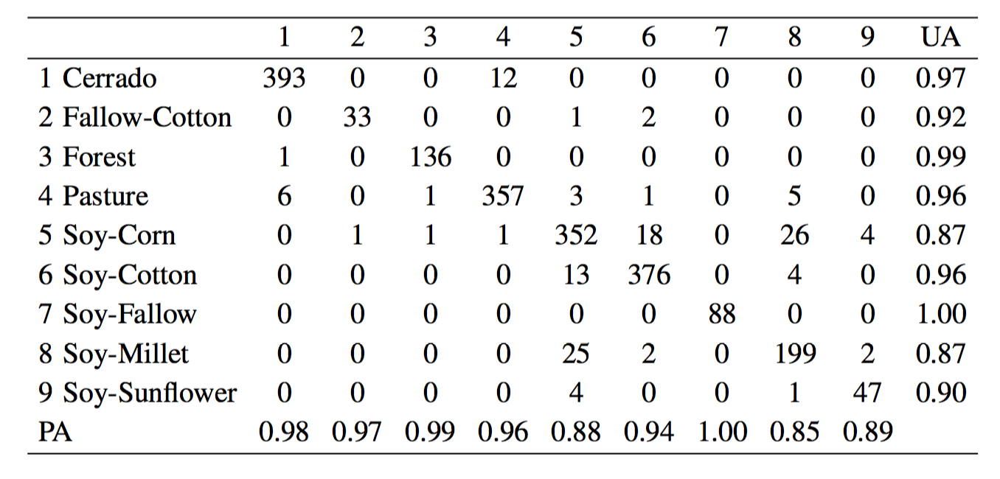 1 2 3 4 5 6 7 8 9 UA
1 Cerrado 393 0 0 12 0 0 0 0 0 0.97
2 Fallow-Cotton 0 33 0 0 1 2 0 0 0 0.92
3 Forest 1 0 136 0 0 0 0 0 0 0.99
4 Pasture 6 0 1 357 3 1 0 5 0 0.96
5 Soy-Corn 0 1 1 1 352 18 0 26 4 0.87
6 Soy-Cotton 0 0 0 0 13 376 0 4 0 0.96
7 Soy-Fallow 0 0 0 0 0 0 88 0 0 1.00
8 Soy-Millet 0 0 0 0 25 2 0 199 2 0.87
9 Soy-Sunflower 0 0 0 0 4 0 0 1 47 0.90
PA 0.98 0.97 0.99 0.96 0.88 0.94 1.00 0.85 0.89